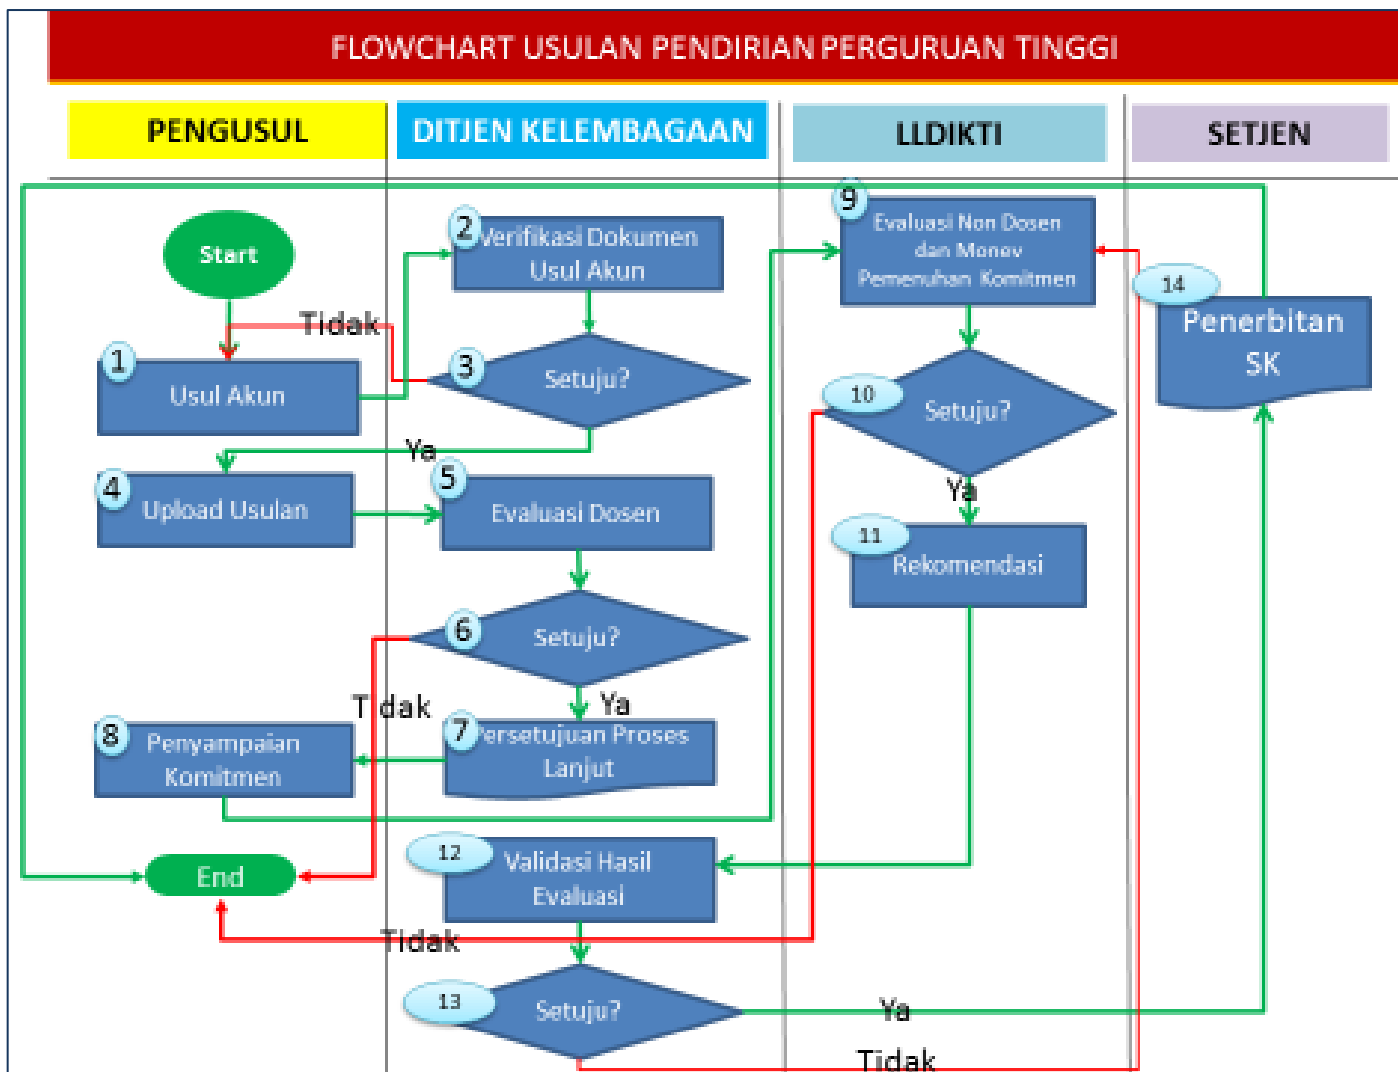 FLOWCHART USULAN PENDIRIAN PERGURUAN TINGGI
PENGUSUL
DITJEN KELEMBAGAAN
LLDIKTI
SETJEN
Start
1
Usul Akun
2
Verifikasi Dokumen
Usul Akun
3
Setuju?
Tidak
Ya
4
Upload Usulan
5
Evaluasi Dosen
6
Setuju?
Tidak
Ya
7
Persetujuan Proses
Lanjut
8
Penyampaian
Komitmen
9
Evaluasi Non Dosen
dan Monev
Pemenuhan Komitmen
10
Setuju?
Ya
Tidak
11
Rekomendasi
12
Validasi Hasil
Evaluasi
13
Setuju?
Ya
Tidak
14
Penerbitan
SK
End